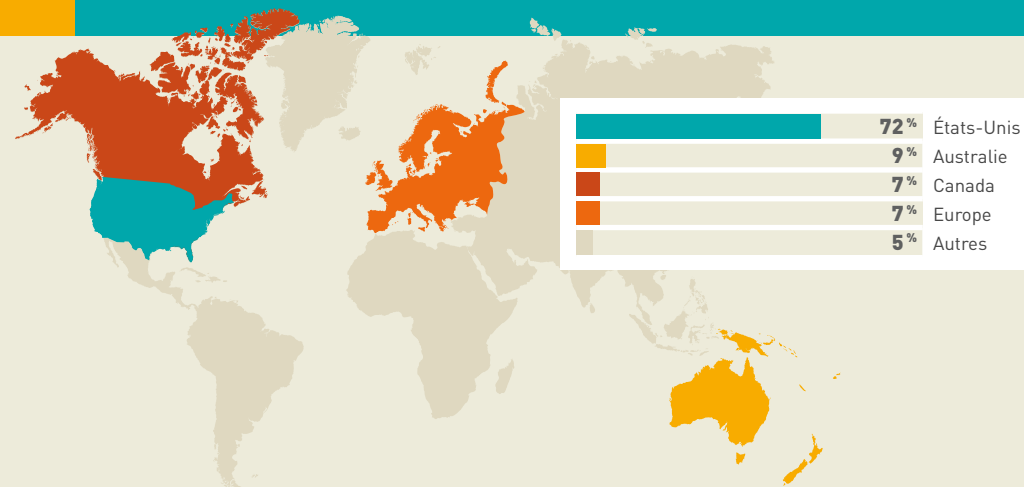 72 % États-Unis
9 % Australie
7 % Canada
7 % Europe
5 % Autres